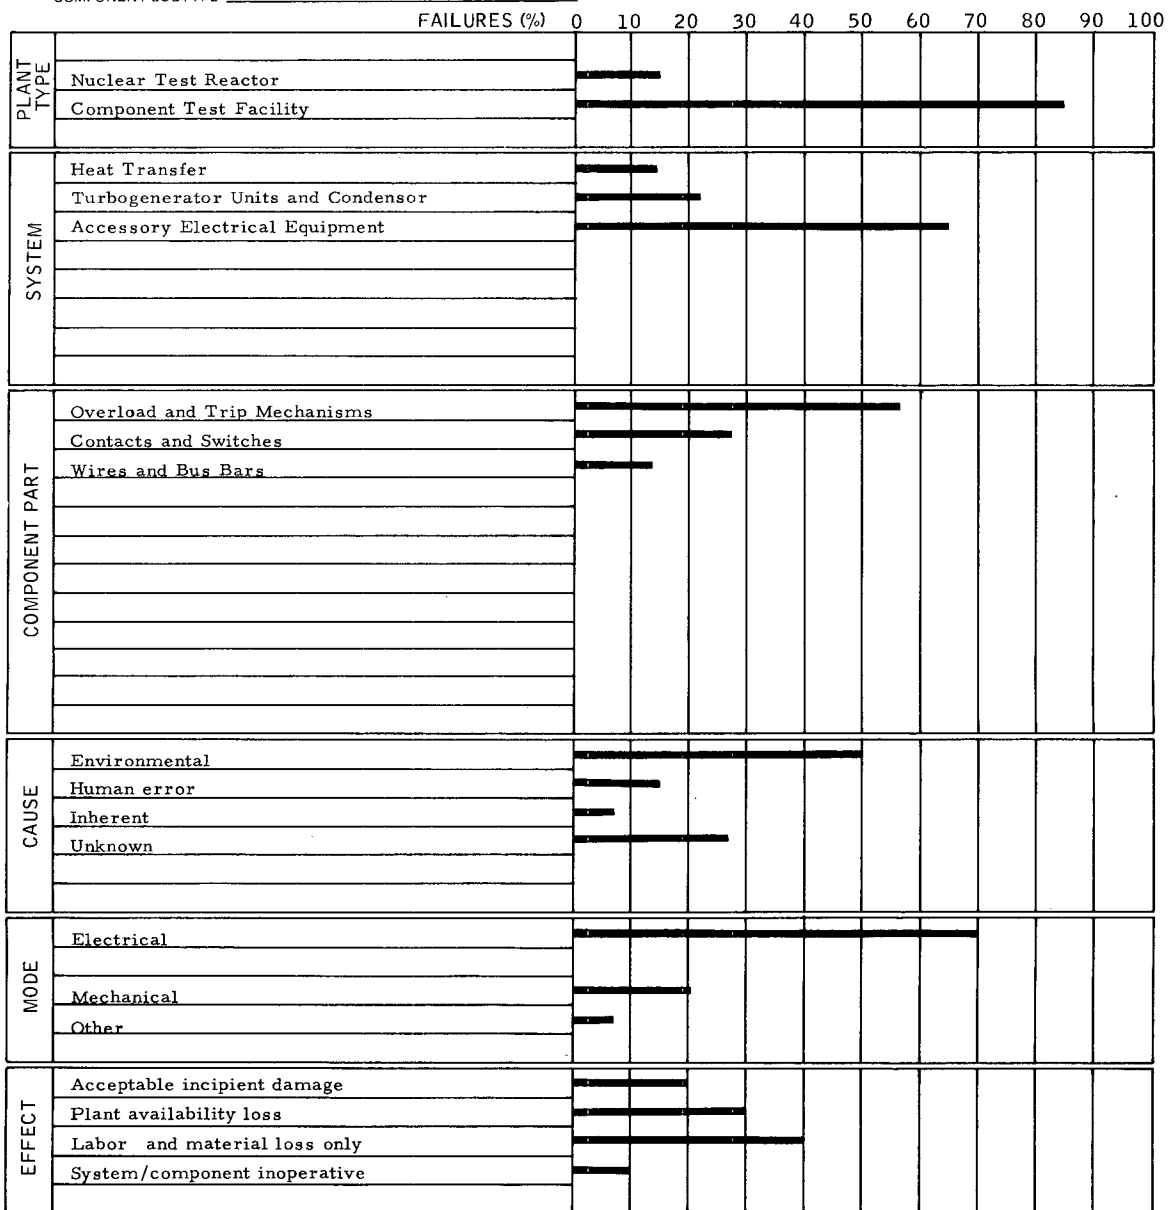 COMPONENT SUBTYPE
FAILURES (%) 0 10 20 30 40 50 60 70 80 90 100
PLANT TYPE
Nuclear Test Reactor
Component Test Facility
SYSTEM
Heat Transfer
Turbogenerator Units and Condensor
Accessory Electrical Equipment
COMPONENT PART
Overload and Trip Mechanisms
Contacts and Switches
Wires and Bus Bars
CAUSE
Environmental
Human error
Inherent
Unknown
MODE
Electrical
Mechanical
Other
EFFECT
Acceptable incipient damage
Plant availability loss
Labor and material loss only
System/component inoperative